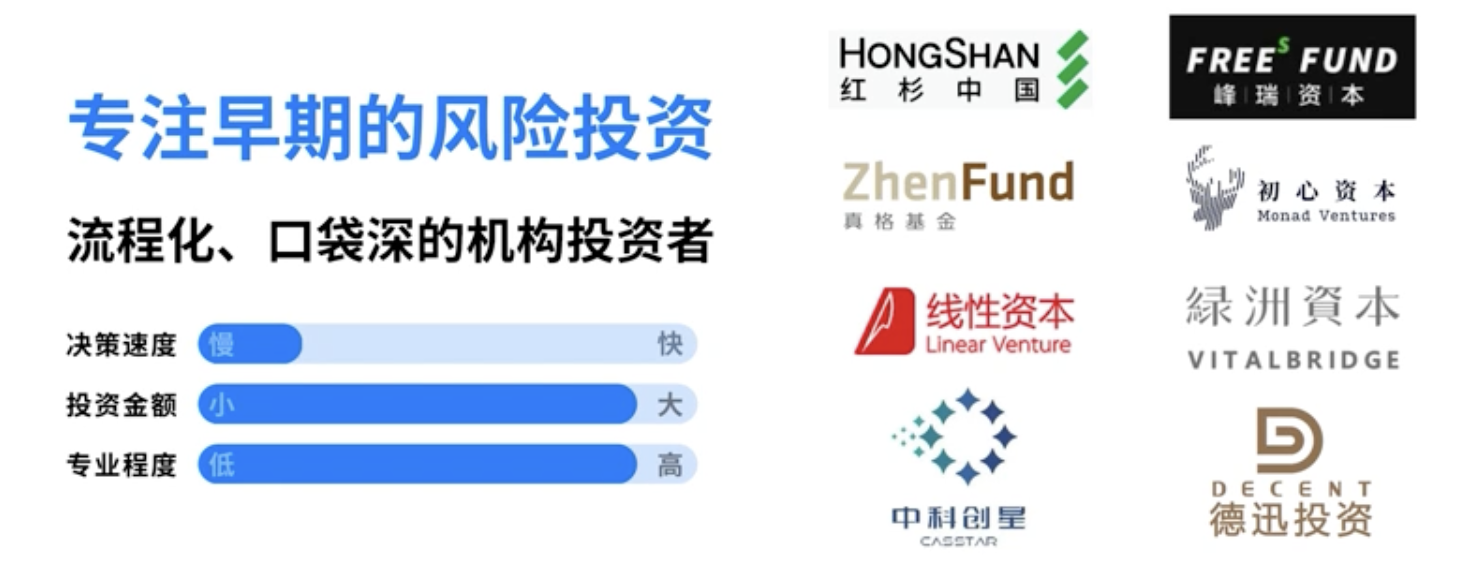 专注早期的风险投资
流程化、口袋深的机构投资者
决策速度 慢 快
投资金额 小 大
专业程度 低 高
HONGSHAN
红杉中国
FREES FUND
峰瑞资本
ZhenFund
真格基金
初心资本
Monad Ventures
线性资本
Linear Venture
緑洲資本
VITALBRIDGE
中科创星
CASSTAR
DECENT
德迅投资